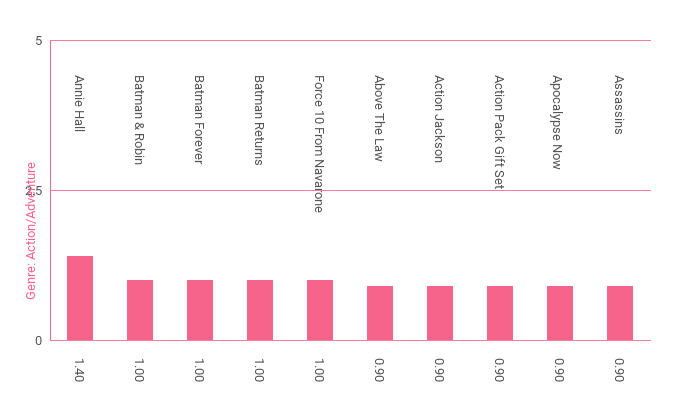 5
Annie Hall
Batman & Robin
Batman Forever
Batman Returns
Force 10 From Navarone
Above The Law
Action Jackson
Action Pack Gift Set
Apocalypse Now
Assassins
2.5
Genre: Action/Adventure
0
1.40
1.00
1.00
1.00
1.00
0.90
0.90
0.90
0.90
0.90